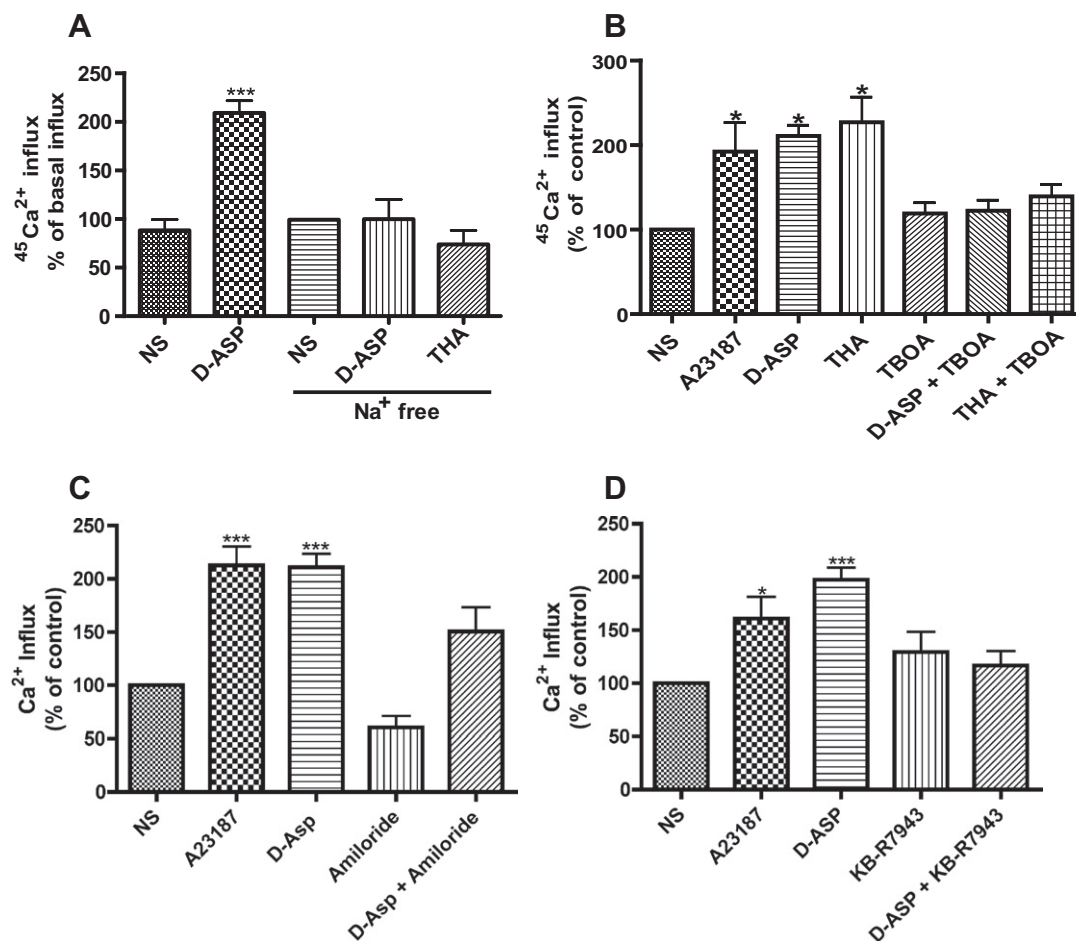 A
45Ca2+ influx
% of basal influx
250
200
150
100
50
0
***
NS
D-ASP
NS
D-ASP
THA
Na+ free
B
45Ca2+ influx
(% of control)
300
200
100
0
*
*
*
NS
A23187
D-ASP
THA
TBOA
D-ASP + TBOA
THA + TBOA
C
Ca2+ Influx
(% of control)
250
200
150
100
50
0
***
***
NS
A23187
D-Asp
Amiloride
D-Asp + Amiloride
D
Ca2+ Influx
(% of control)
250
200
150
100
50
0
*
***
NS
A23187
D-ASP
KB-R7943
D-ASP + KB-R7943